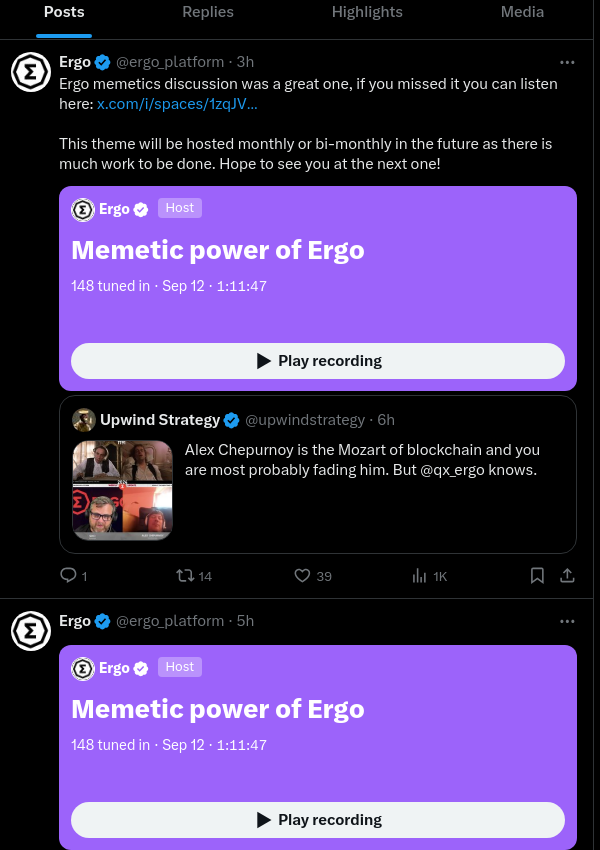 Posts Replies Highlights Media
Ergo @ergo_platform · 3h
Ergo memetics discussion was a great one, if you missed it you can listen
here: x.com/i/spaces/1zqJV…
This theme will be hosted monthly or bi-monthly in the future as there is
much work to be done. Hope to see you at the next one!
Ergo Host
Memetic power of Ergo
148 tuned in · Sep 12 · 1:11:47
Play recording
Upwind Strategy @upwindstrategy · 6h
Alex Chepurnoy is the Mozart of blockchain and you
are most probably fading him. But @qx_ergo knows.
1 14 39 1K
Ergo @ergo_platform · 5h
Ergo Host
Memetic power of Ergo
148 tuned in · Sep 12 · 1:11:47
Play recording